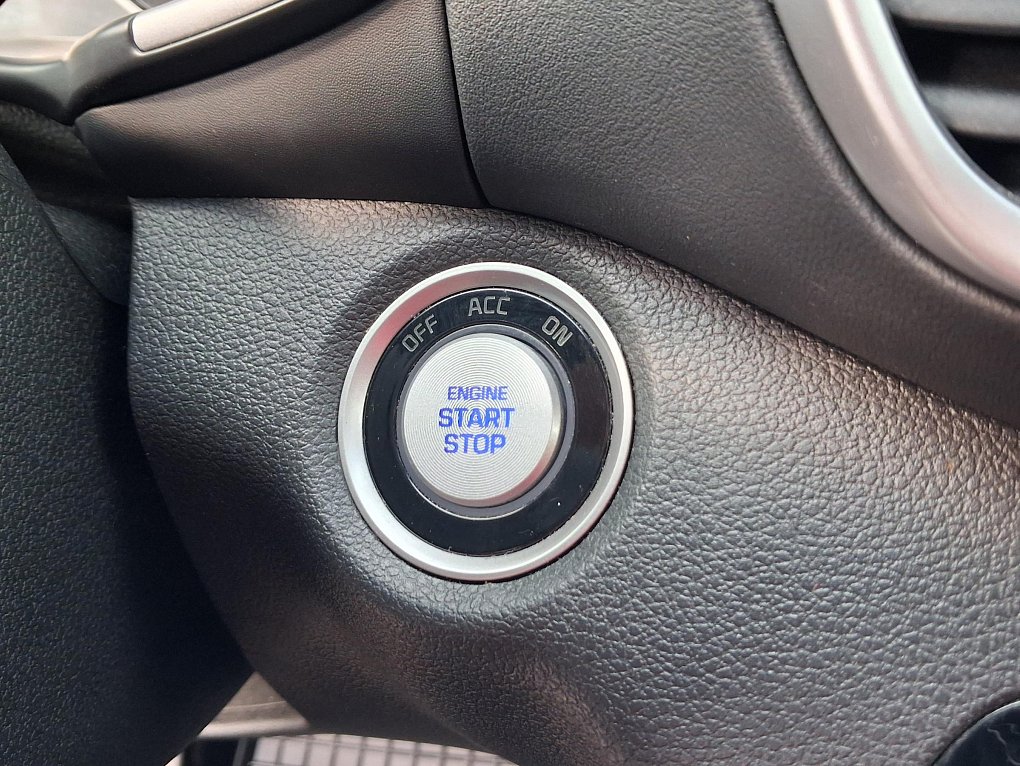 OFF ACC ON
ENGINE
START
STOP